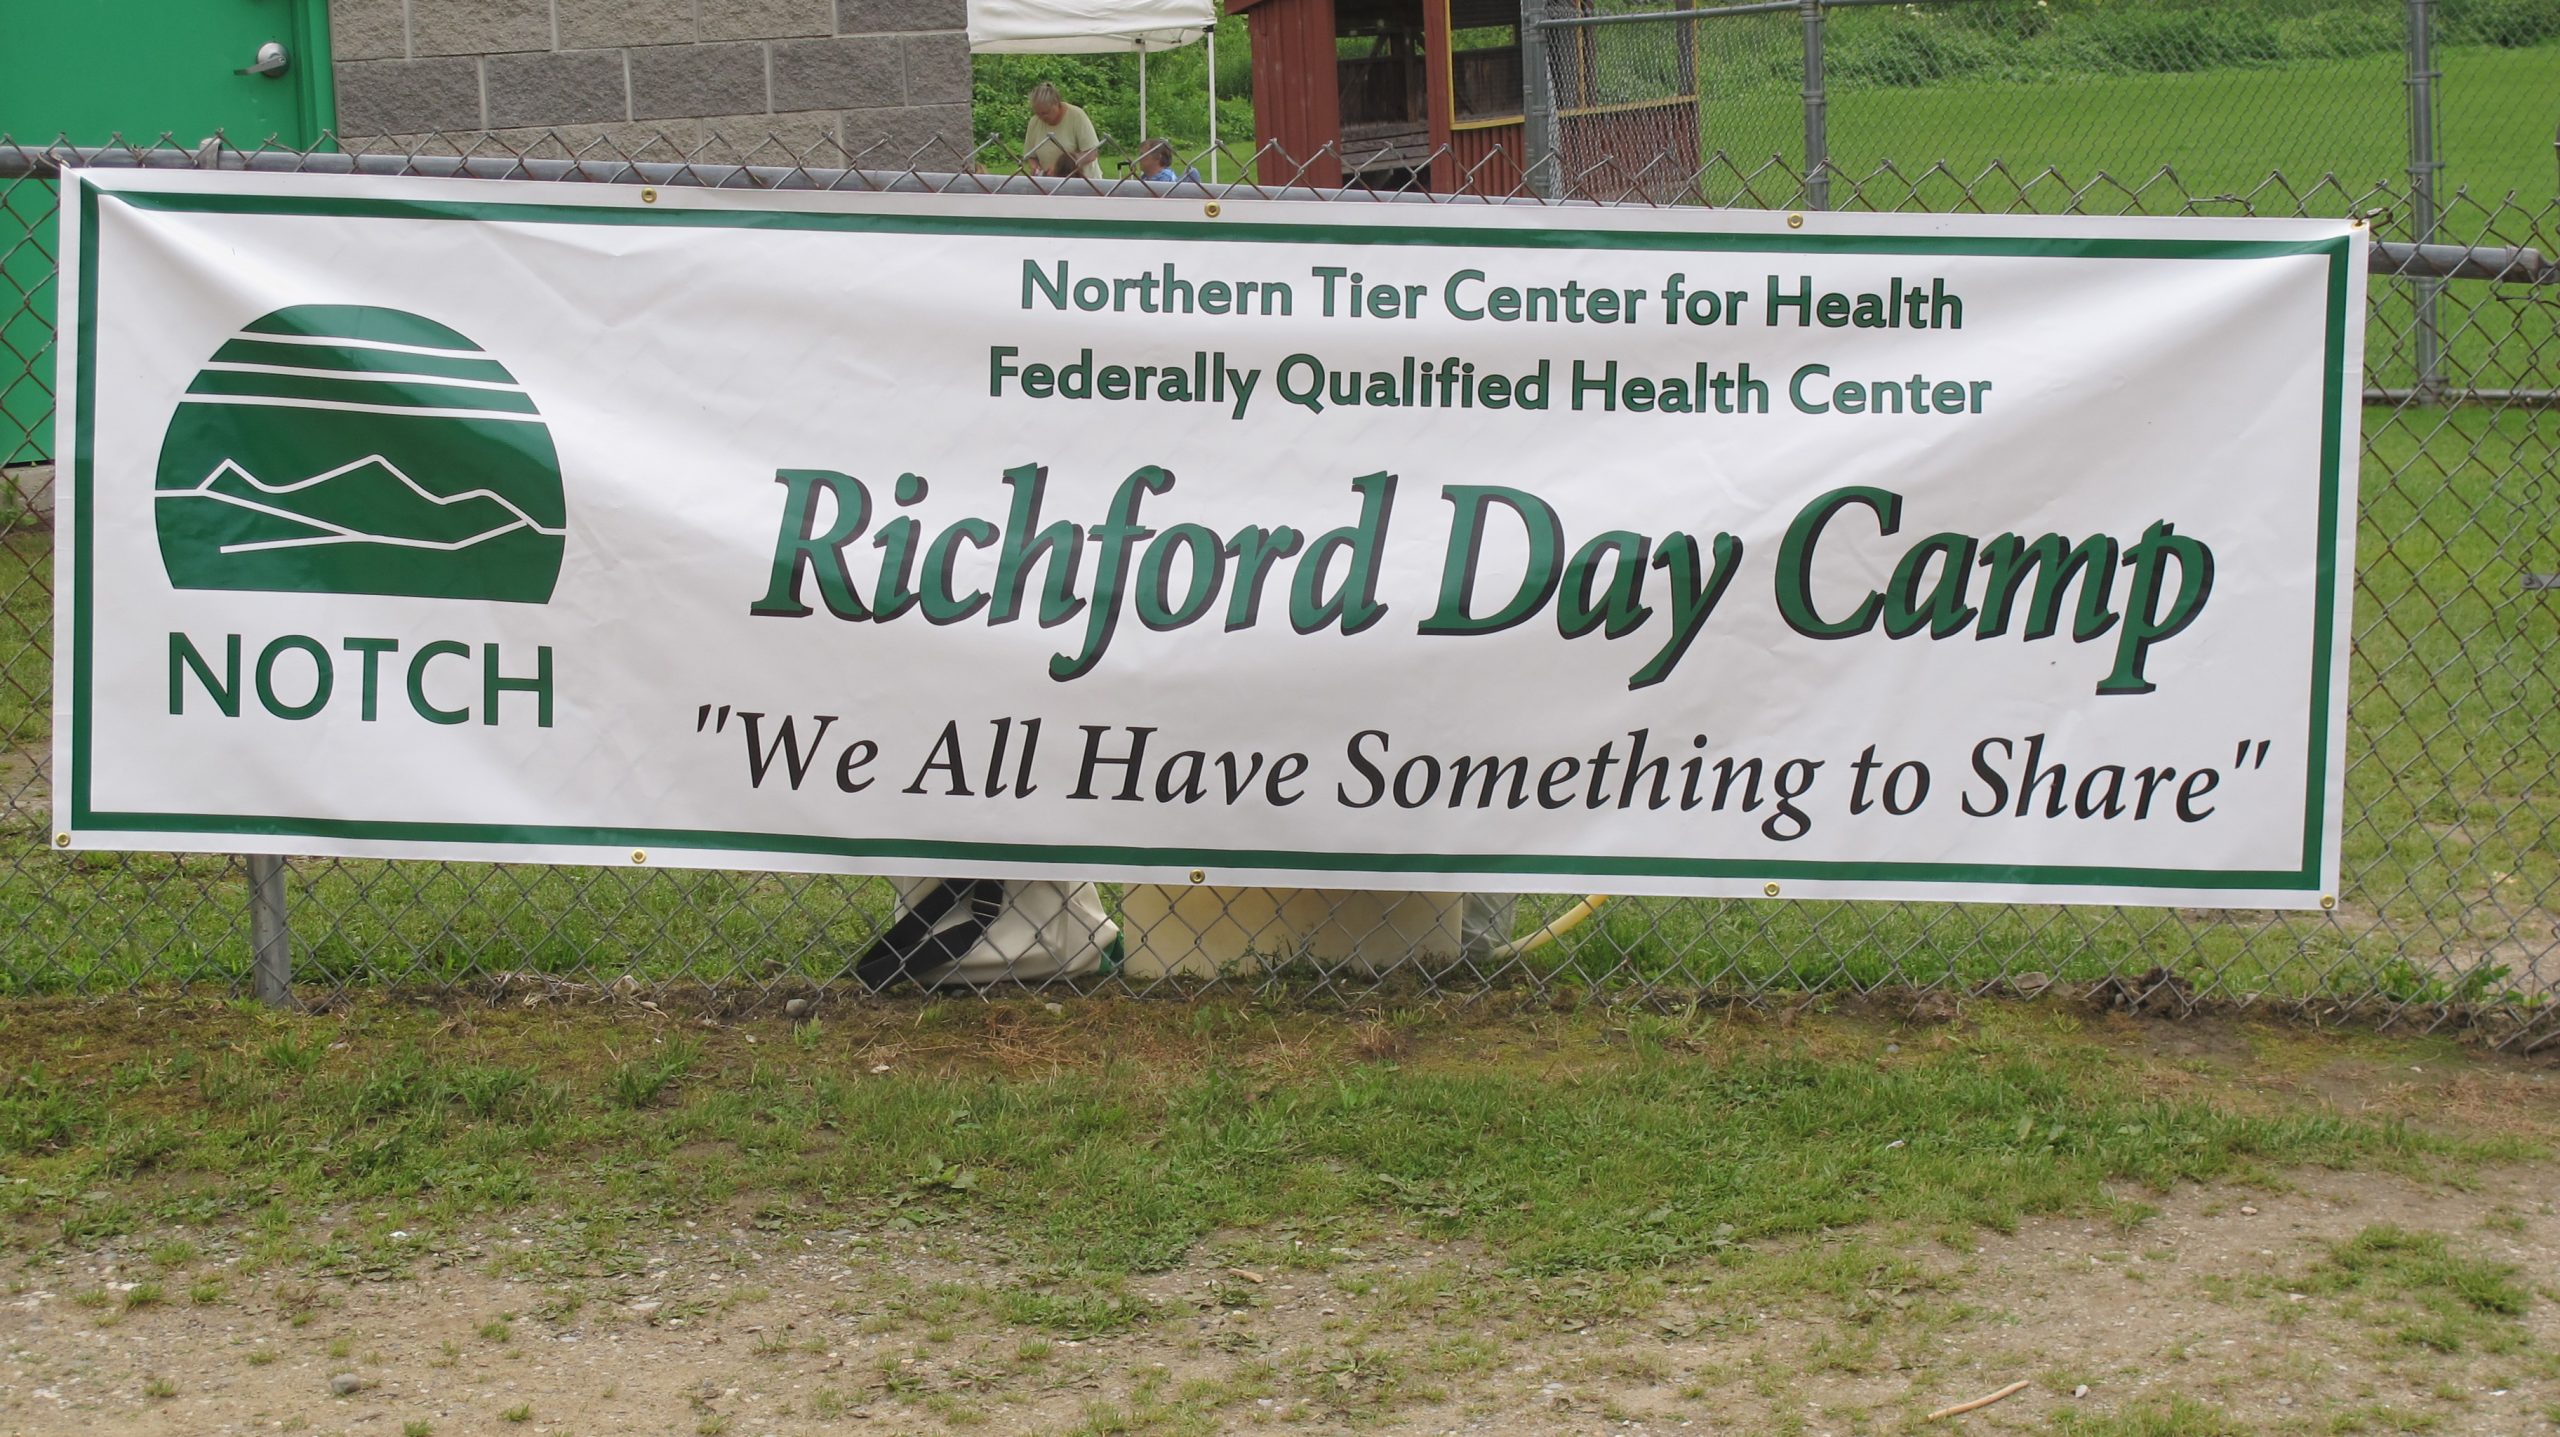 Northern Tier Center for Health
Federally Qualified Health Center
Richford Day Camp
"We All Have Something to Share"
NOTCH